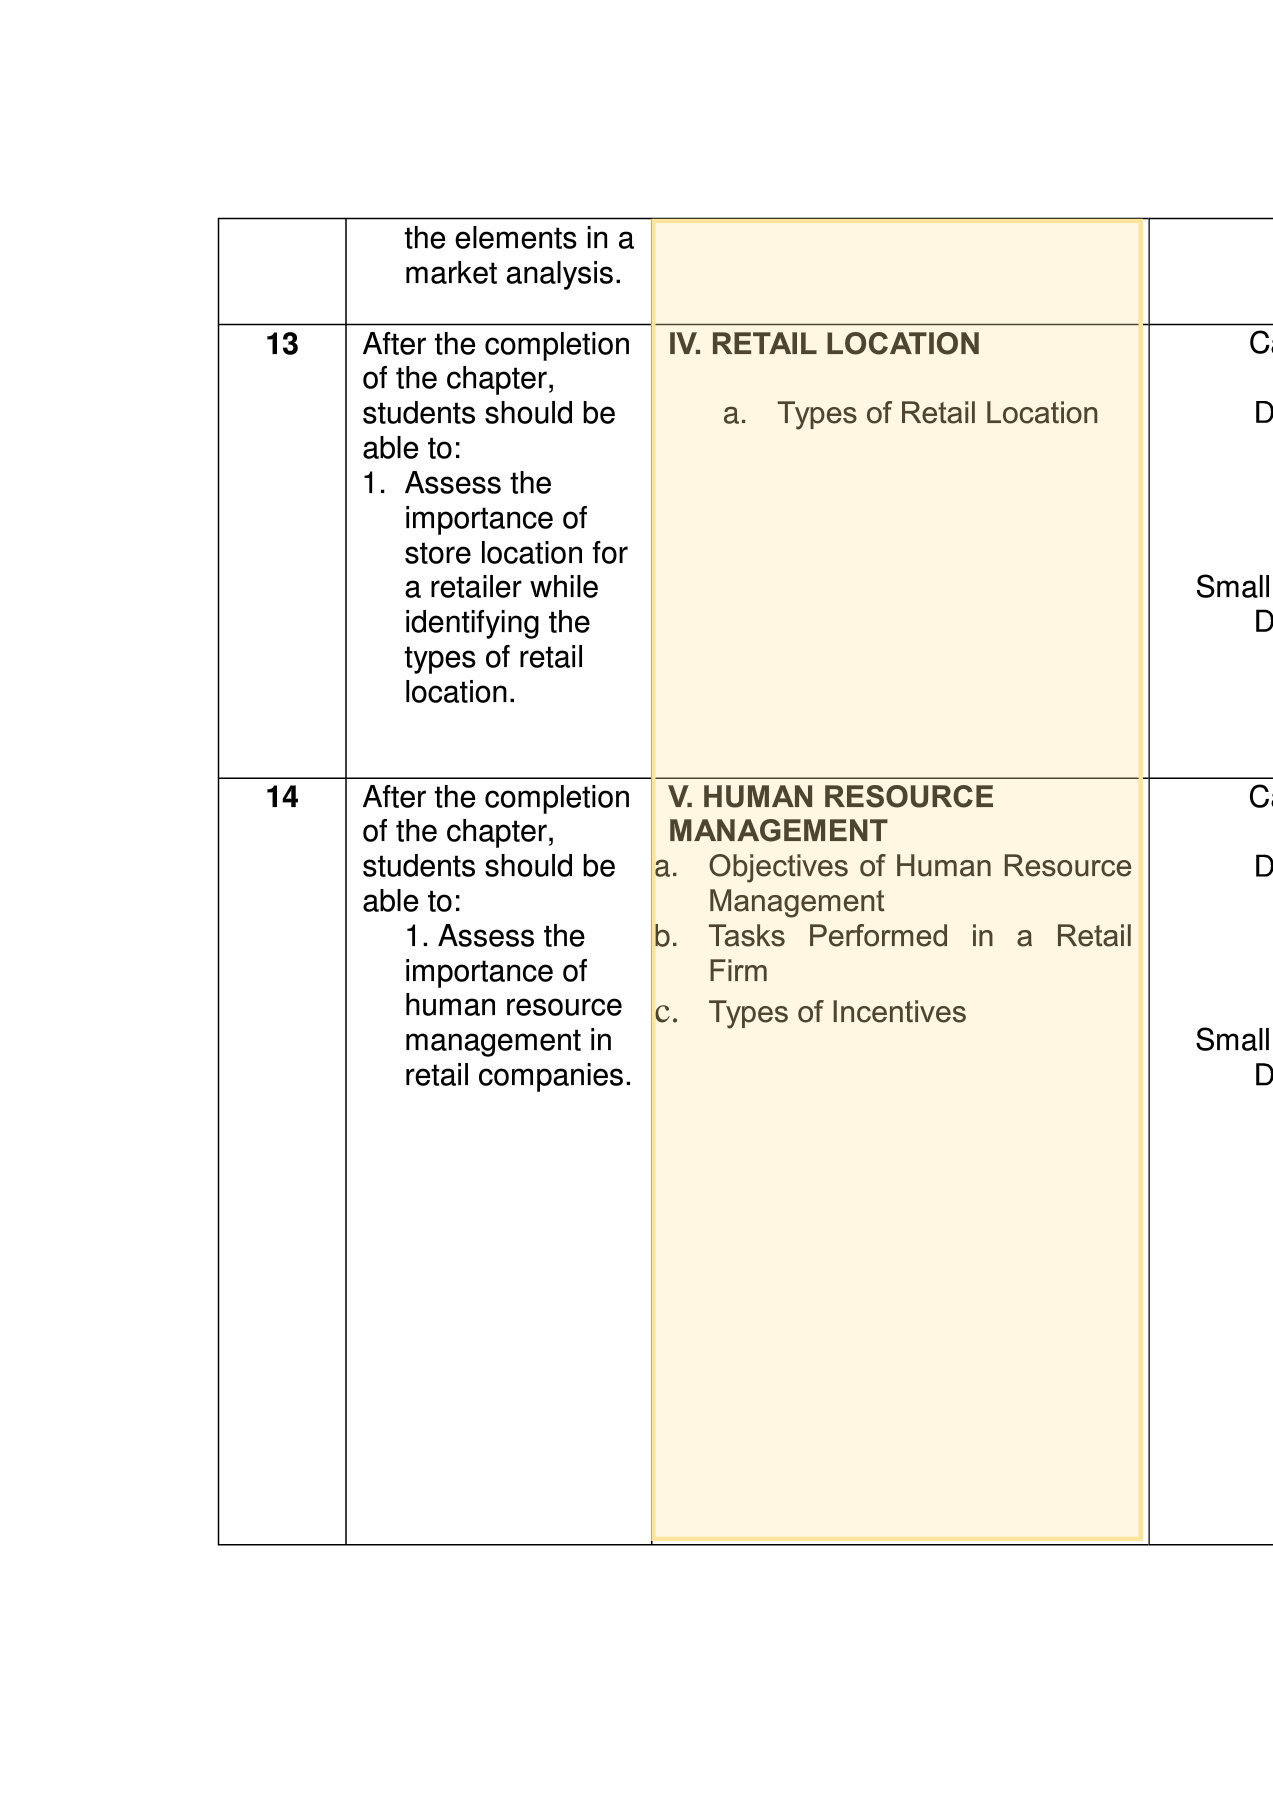 the elements in a
market analysis.
13
After the completion
of the chapter,
students should be
able to:
1. Assess the
importance of
store location for
a retailer while
identifying the
types of retail
location.
IV. RETAIL LOCATION
a. Types of Retail Location
Small
14
After the completion
of the chapter,
students should be
able to:
1. Assess the
importance of
human resource
management in
retail companies.
V. HUMAN RESOURCE
MANAGEMENT
a. Objectives of Human Resource
Management
b. Tasks Performed in a Retail
Firm
c. Types of Incentives
Small